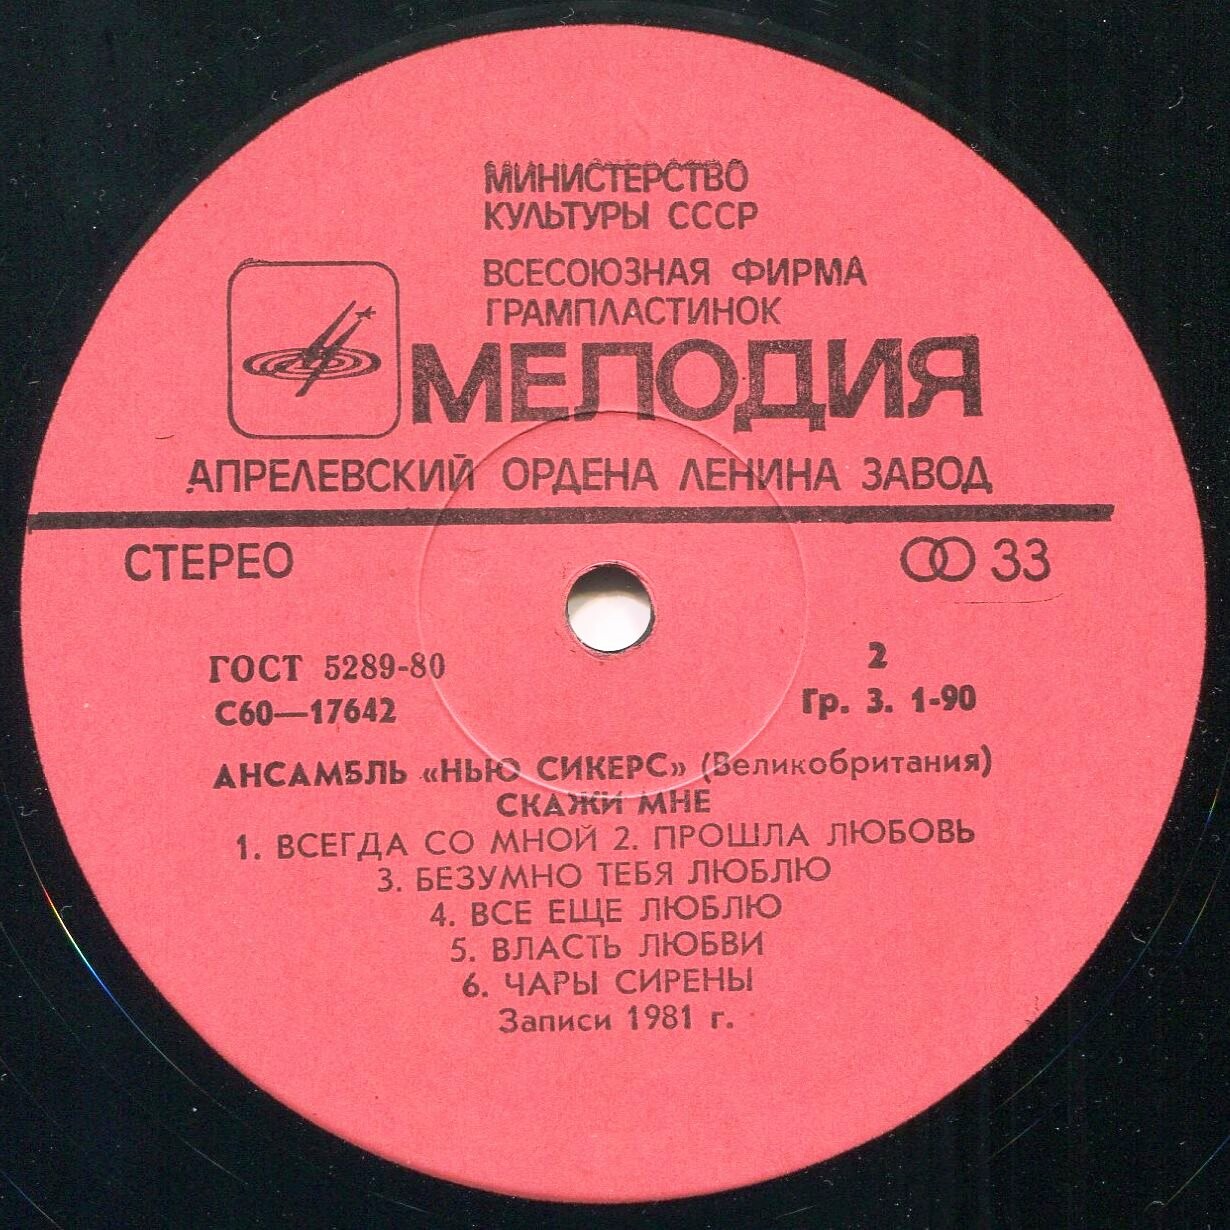 МИНИСТЕРСТВО
КУЛЬТУРЫ СССР
ВСЕСОЮЗНАЯ ФИРМА
ГРАМПЛАСТИНОК
МЕЛОДИЯ
АПРЕЛЕВСКИЙ ОРДЕНА ЛЕНИНА ЗАВОД
СТЕРЕО 33
ГОСТ 5289-80 2
С60—17642 Гр. 3. 1-90
АНСАМБЛЬ «НЬЮ СИКЕРС» (Великобритания)
СКАЖИ МНЕ
1. ВСЕГДА СО МНОЙ 2. ПРОШЛА ЛЮБОВЬ
3. БЕЗУМНО ТЕБЯ ЛЮБЛЮ
4. ВСЕ ЕЩЕ ЛЮБЛЮ
5. ВЛАСТЬ ЛЮБВИ
6. ЧАРЫ СИРЕНЫ
Записи 1981 г.